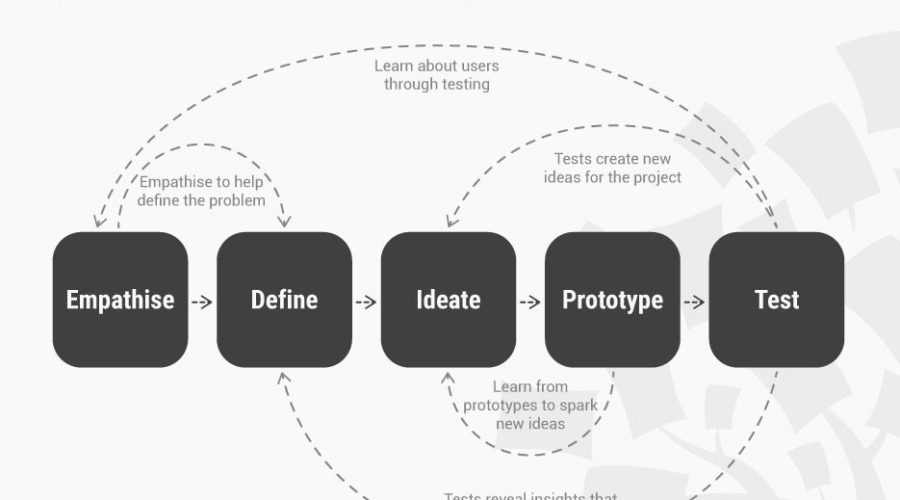 Learn about users
through testing
Tests create new
ideas for the project
Empathise to help
define the problem
Empathise
Define
Ideate
Prototype
Test
Learn from
prototypes to spark
new ideas
Tests reveal insights that